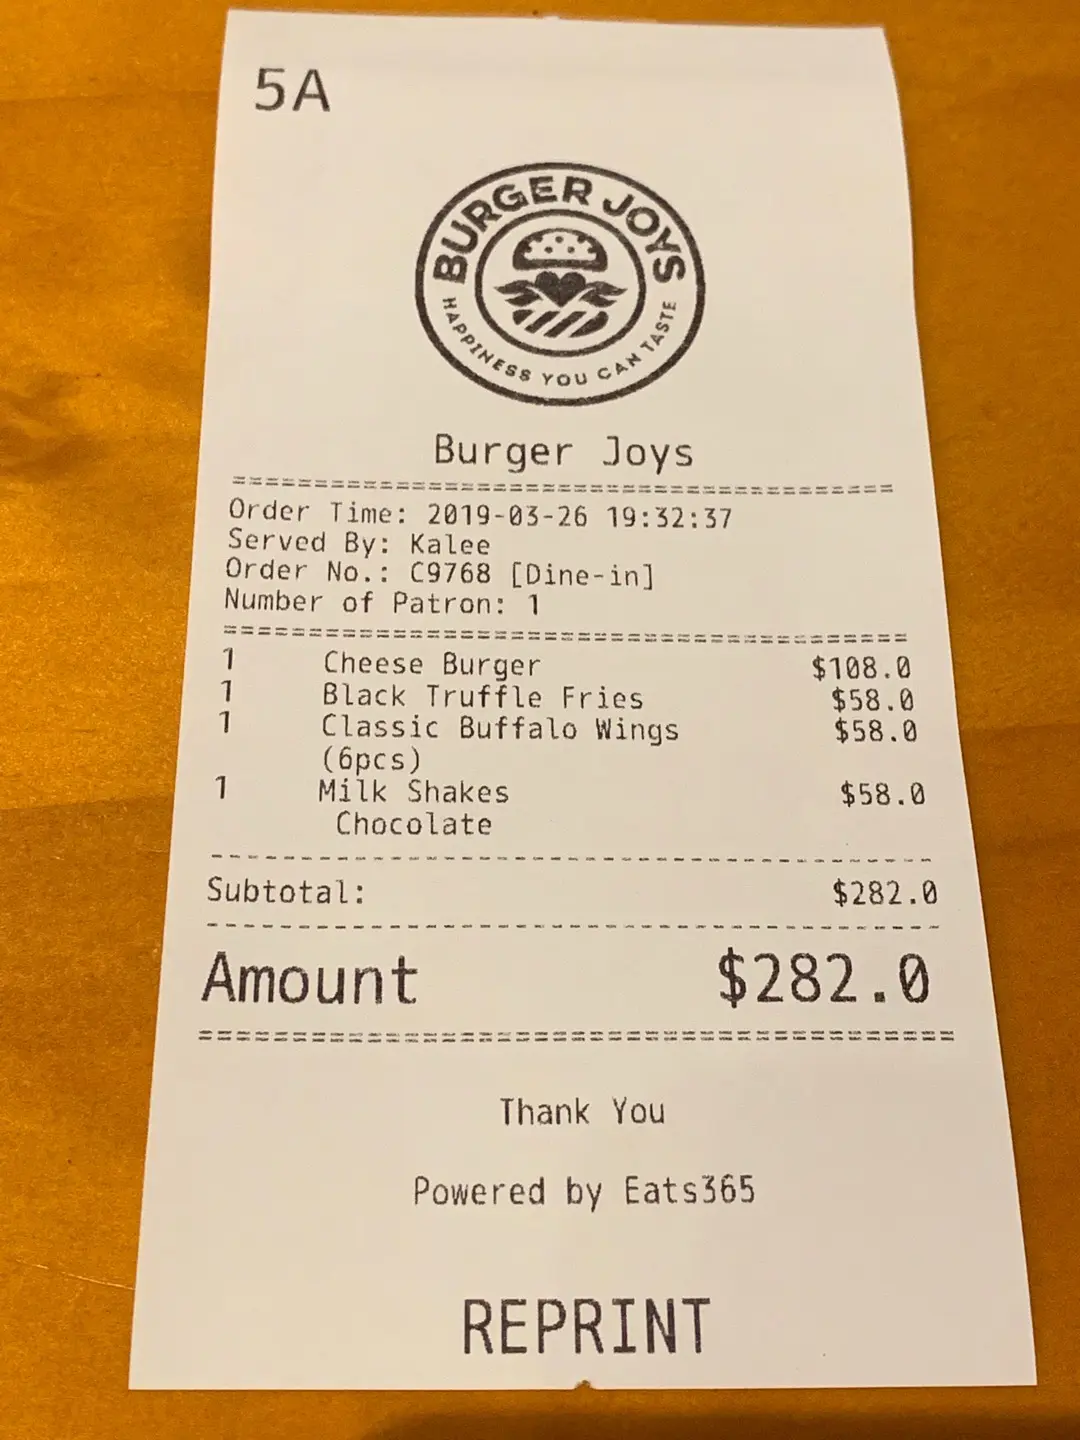 5A
BURGER JOYS
HAPPINESS YOU CAN TASTE
Burger Joys
Order Time: 2019-03-26 19:32:37
Served By: Kalee
Order No.: C9768 [Dine-in]
Number of Patron: 1
1 Cheese Burger $108.0
1 Black Truffle Fries $58.0
1 Classic Buffalo Wings $58.0
(6pcs)
1 Milk Shakes $58.0
Chocolate
Subtotal: $282.0
Amount $282.0
Thank You
Powered by Eats365
REPRINT